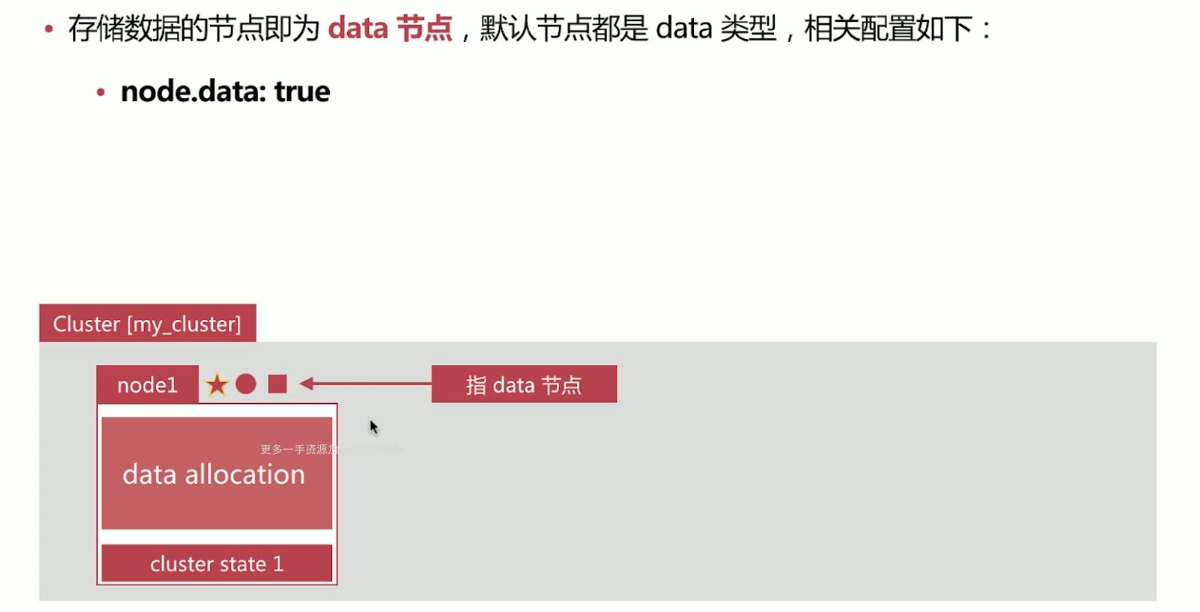 存储数据的节点即为 data 节点，默认节点都是 data 类型，相关配置如下：
node.data: true
Cluster [my_cluster]
node1
指 data 节点
更多一手资源
data allocation
cluster state 1